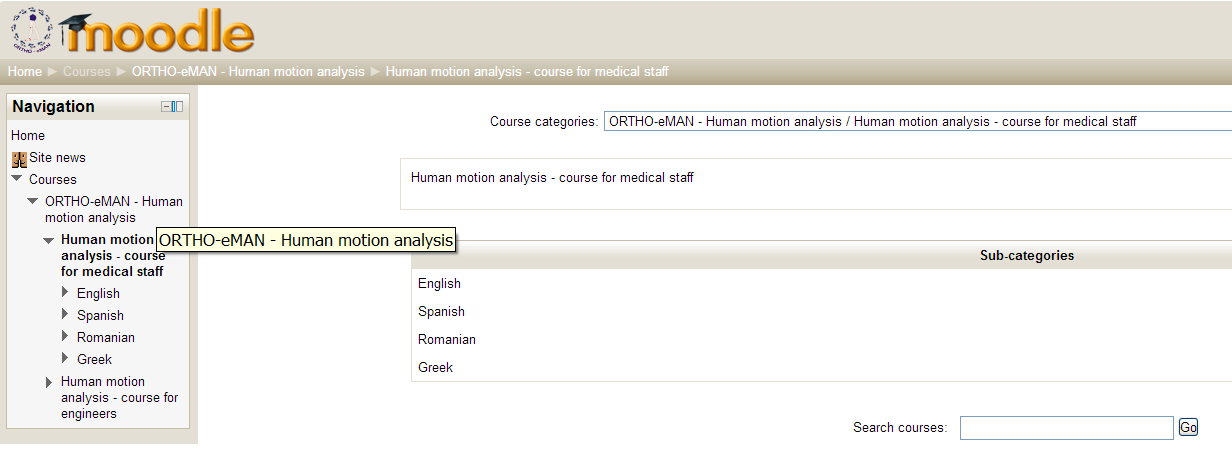 ORTHO-eMAN
moodle
Home ► Courses ► ORTHO-eMAN - Human motion analysis ► Human motion analysis - course for medical staff
Navigation
Home
Site news
Courses
ORTHO-eMAN - Human
motion analysis
Human motion
analysis - course
for medical staff
English
Spanish
Romanian
Greek
Human motion
analysis - course for
engineers
ORTHO-eMAN - Human motion analysis
Course categories: ORTHO-eMAN - Human motion analysis / Human motion analysis - course for medical staff
Human motion analysis - course for medical staff
Sub-categories
English
Spanish
Romanian
Greek
Search courses: Go